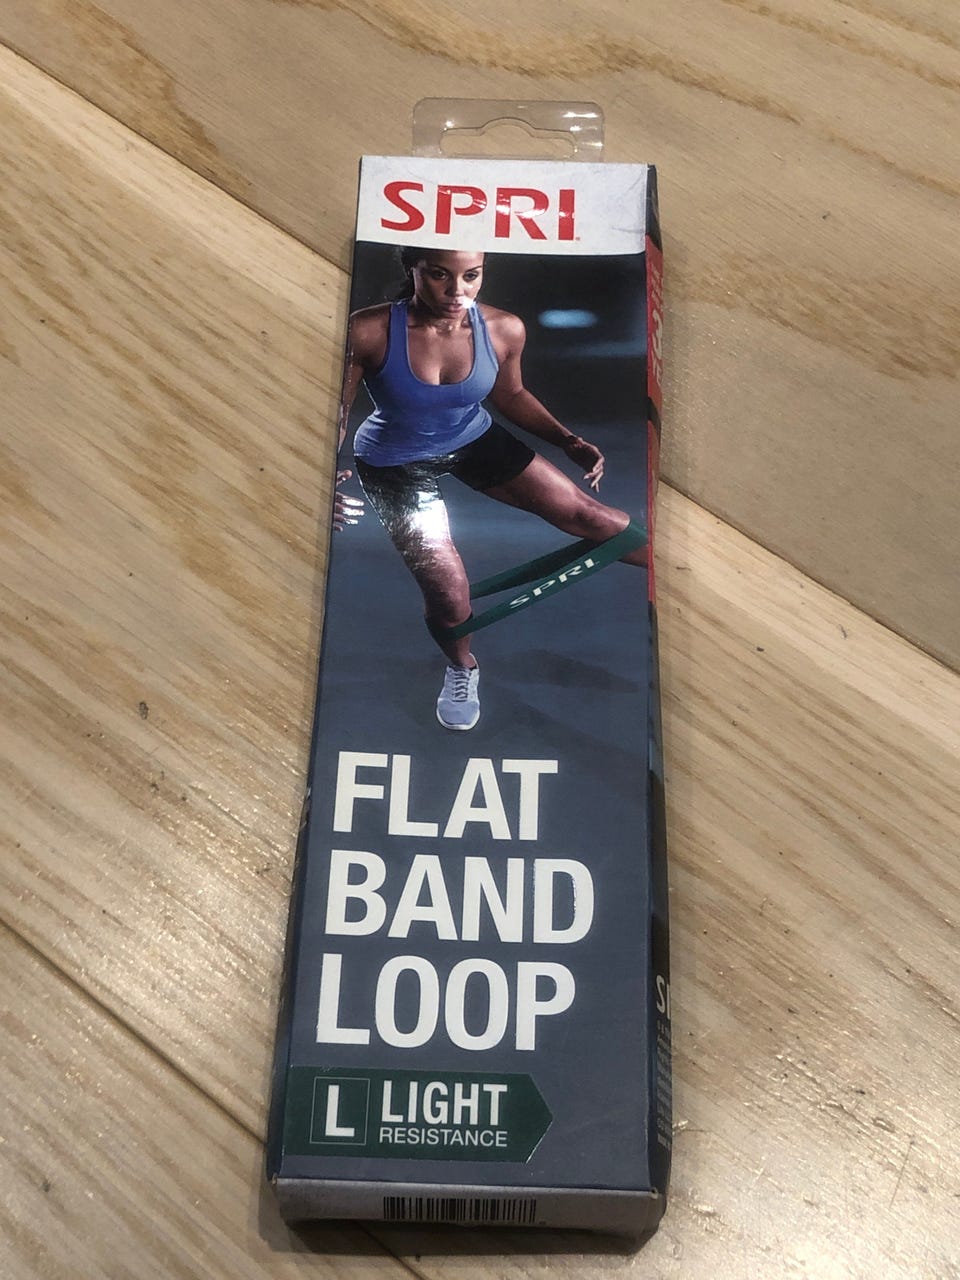 SPRI
SPRI
FLAT
BAND
LOOP
L LIGHT
RESISTANCE